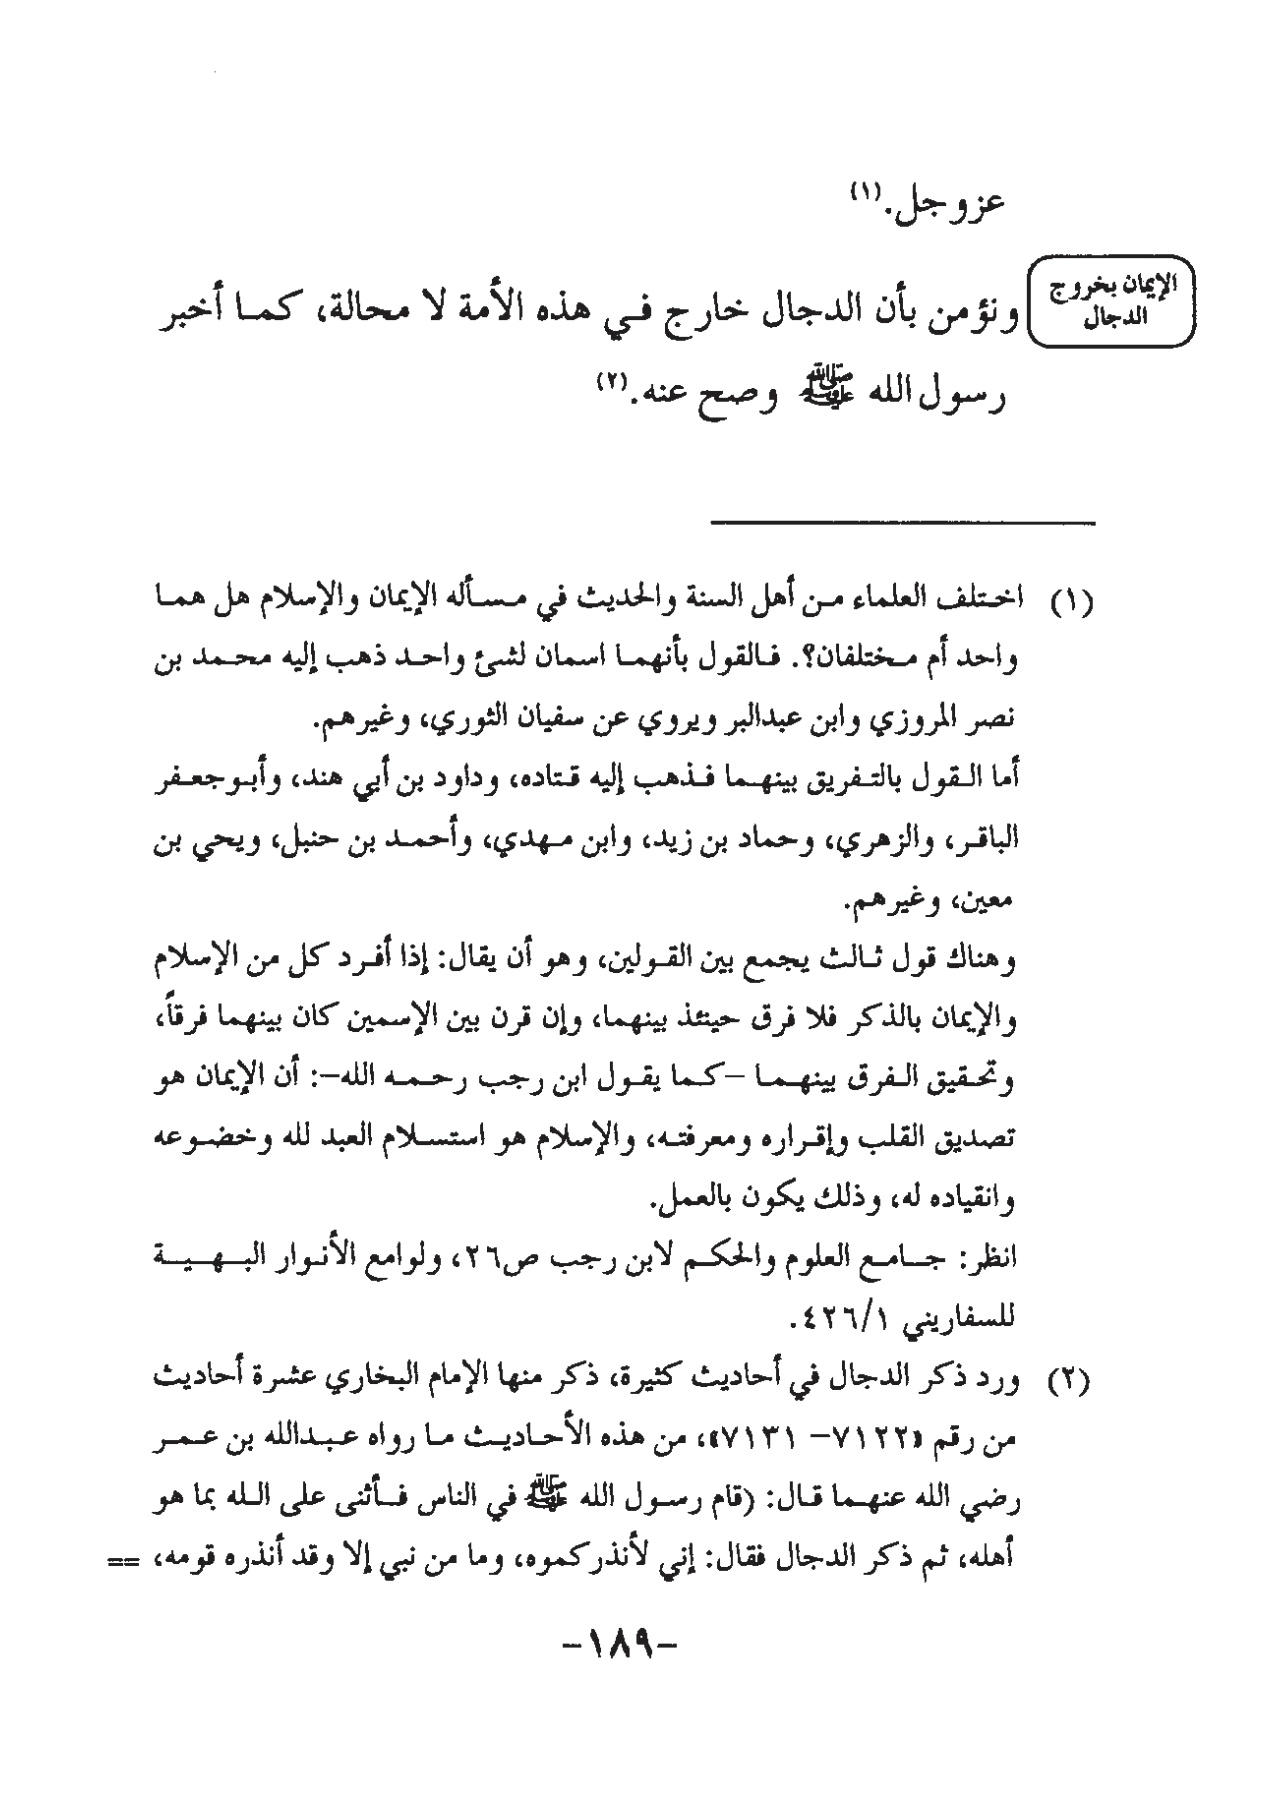 عزوجل.(١)
الإيمان بخروج
الدجال
ونؤمن بأن الدجال خارج في هذه الأمة لا محالة، كما أخبر
رسول الله ﷺ وصح عنه.(٢)
(١) اختلف العلماء من أهل السنة والحديث في مسأله الإيمان والإسلام هل هما
واحد أم مختلفان؟. فالقول بأنهما اسمان لشئ واحد ذهب إليه محمد بن
نصر المروزي وابن عبدالبر ويروي عن سفيان الثوري، وغيرهم.
أما القول بالتفريق بينهما فذهب إليه قتاده، وداود بن أبي هند، وأبوجعفر
الباقر، والزهري، وحماد بن زيد، وابن مهدي، وأحمد بن حنبل، ويحي بن
معين، وغيرهم.
وهناك قول ثالث يجمع بين القولين، وهو أن يقال: إذا أفرد كل من الإسلام
والإيمان بالذكر فلا فرق حينئذ بينهما، وإن قرن بين الإسمين كان بينهما فرقاً،
وتحقيق الفرق بينهما -كما يقول ابن رجب رحمه الله-: أن الإيمان هو
تصديق القلب وإقراره ومعرفته، والإسلام هو استسلام العبد لله وخضوعه
وانقياده له، وذلك يكون بالعمل.
انظر: جامع العلوم والحكم لابن رجب ص٢٦، ولوامع الأنوار البهية
للسفاريني ٤٢٦/١.
(٢) ورد ذكر الدجال في أحاديث كثيرة، ذكر منها الإمام البخاري عشرة أحاديث
من رقم «٧١٢٢- ٧١٣١»، من هذه الأحاديث ما رواه عبدالله بن عمر
رضي الله عنهما قال: (قام رسول الله ﷺ في الناس فأثنى على الله بما هو
أهله، ثم ذكر الدجال فقال: إني لأنذركموه، وما من نبي إلا وقد أنذره قومه، ==
-١٨٩-